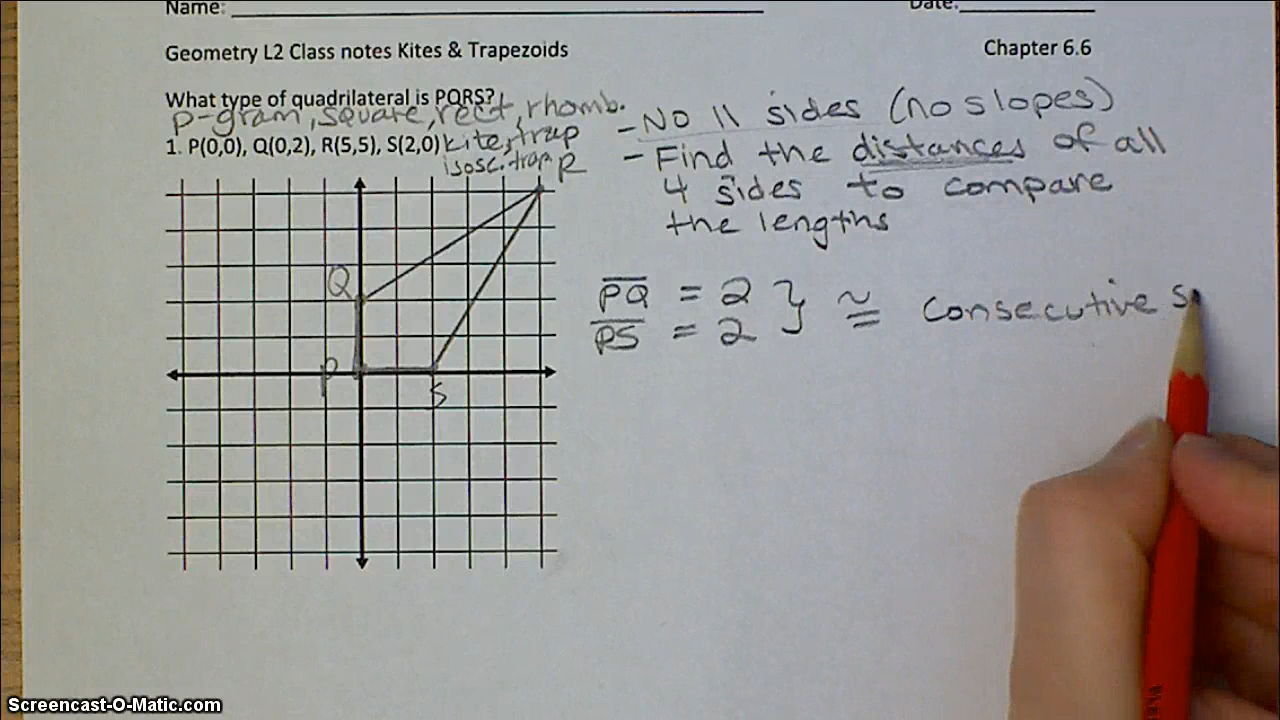 Name: Date:
Geometry L2 Class notes Kites & Trapezoids Chapter 6.6
What type of quadrilateral is PQRS?
p-gram, square, rect, rhomb.
1. P(0,0), Q(0,2), R(5,5), S(2,0) kite, trap
isosc. trap
- No || sides (no slopes)
- Find the distances of all
4 sides to compare
the lengths
R
Q
P
S
PQ = 2 } ≅ consecutive s
PS = 2
Screencast-O-Matic.com